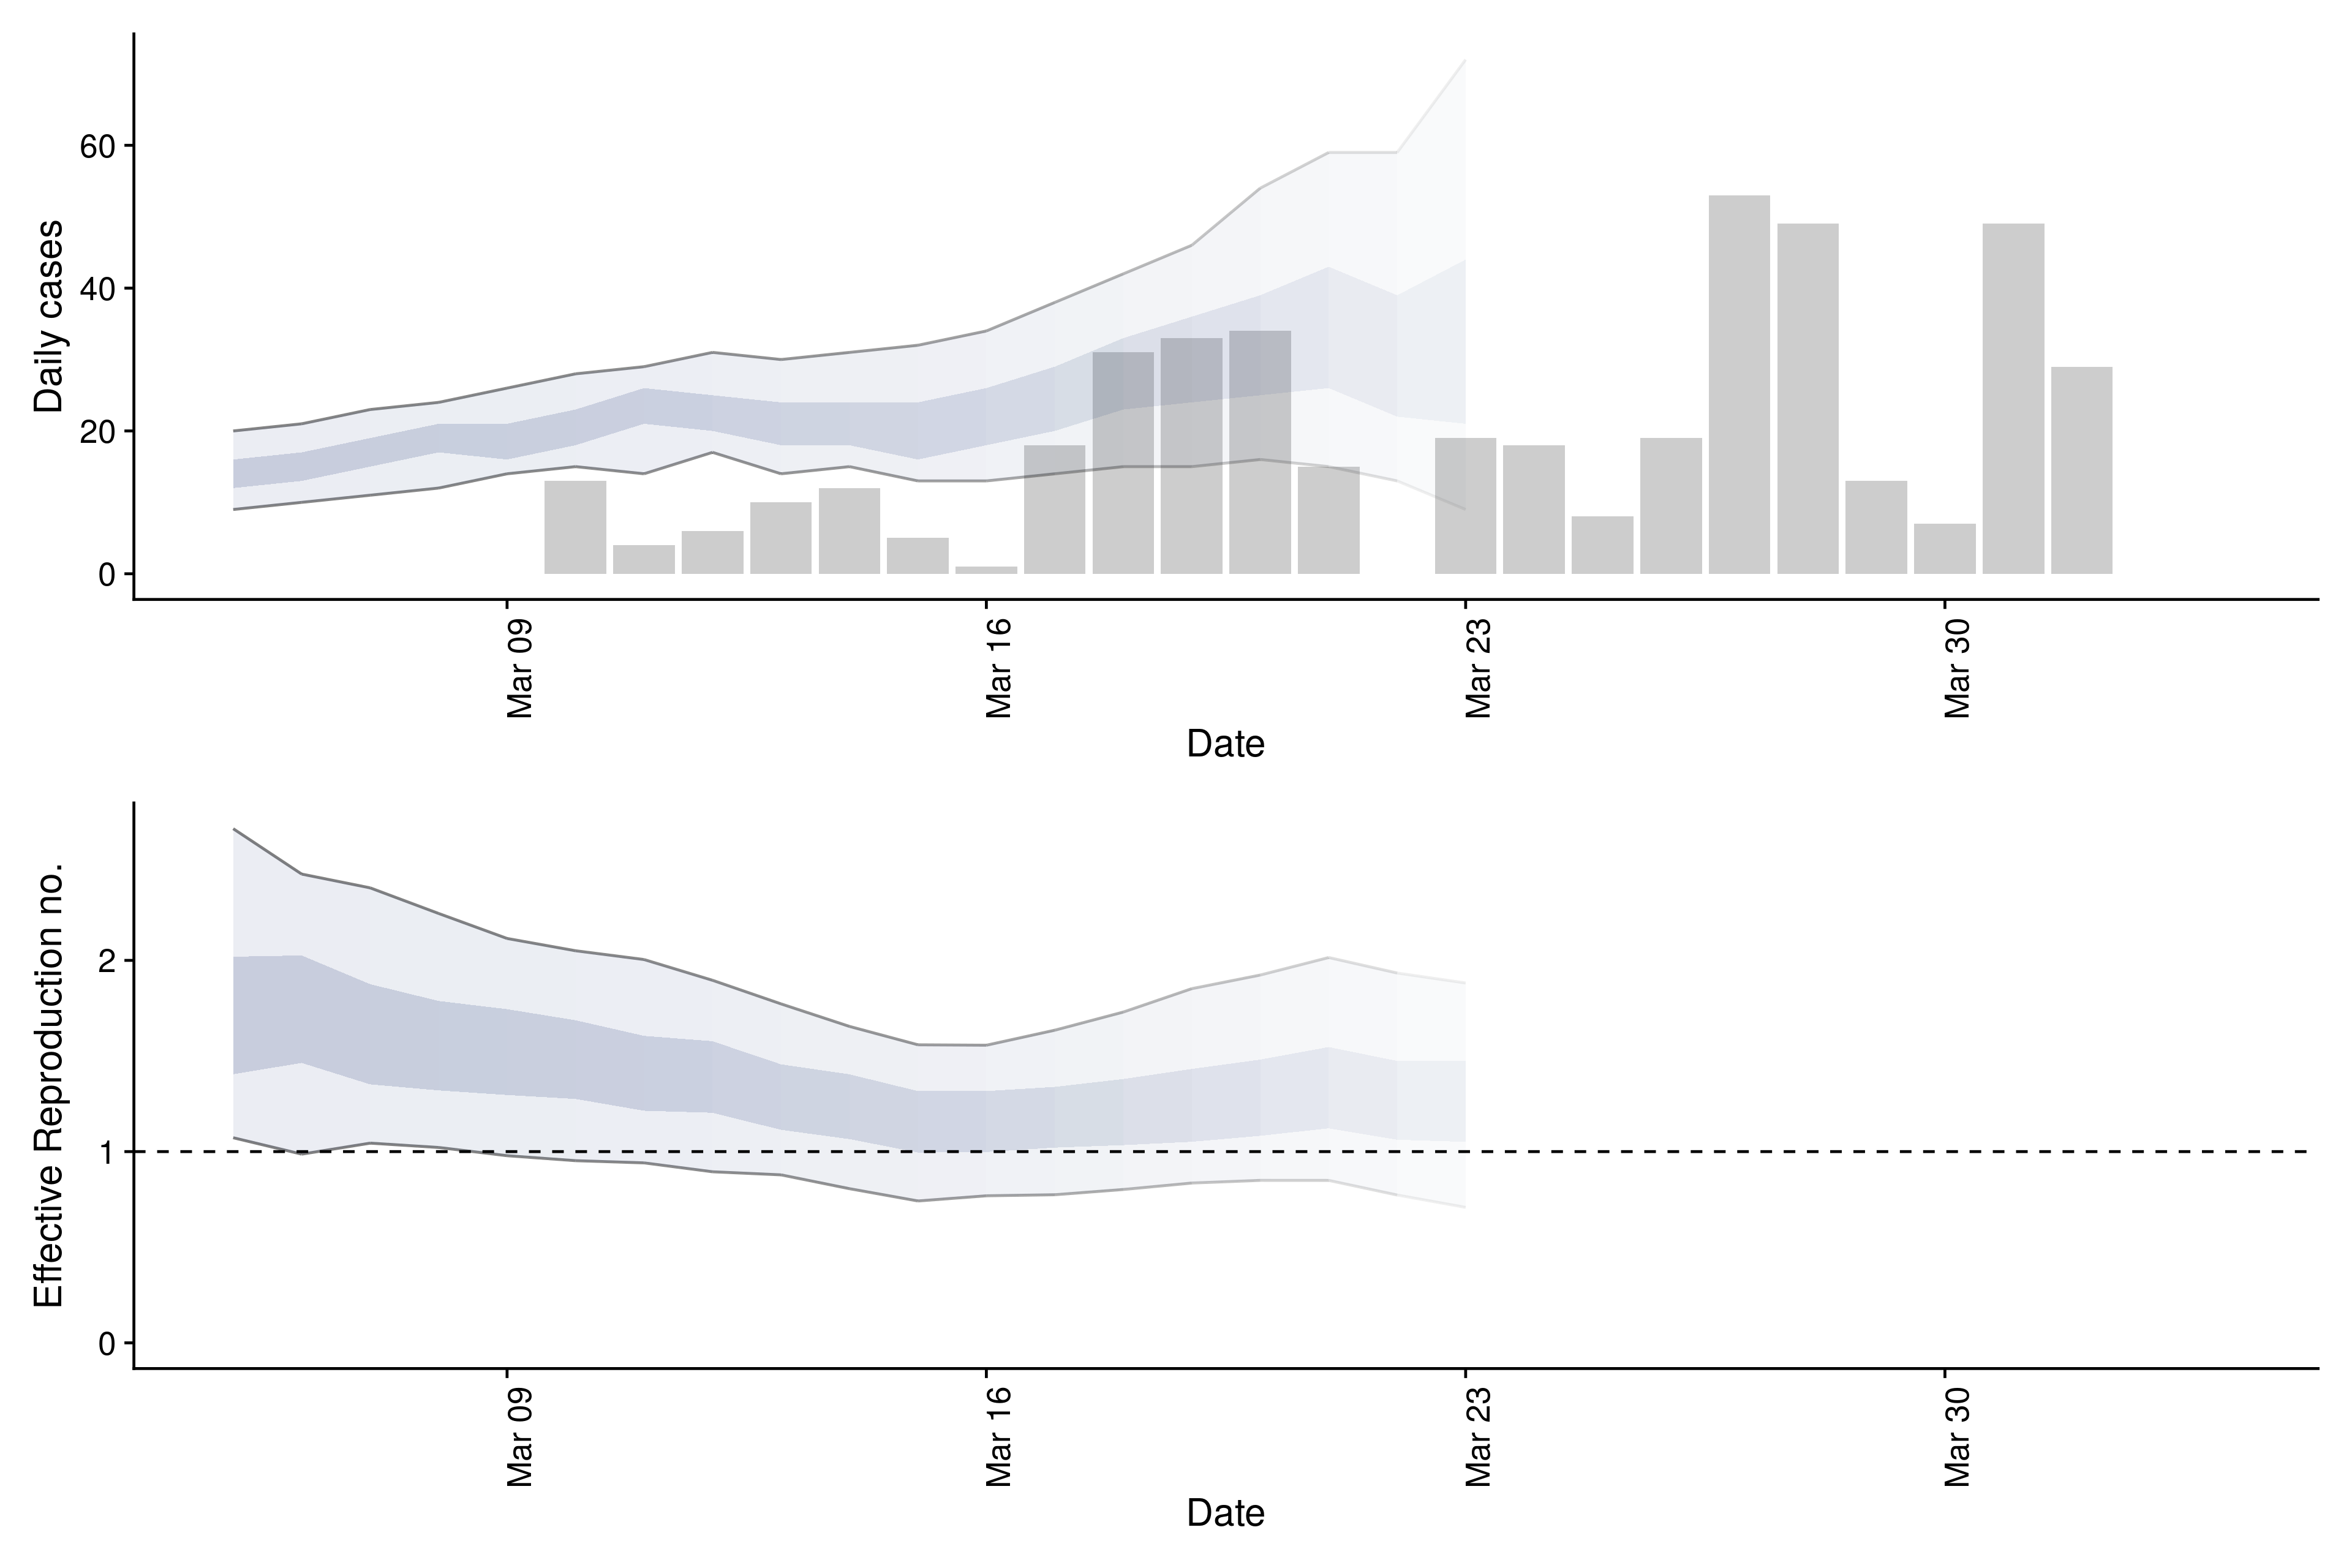 Daily cases
60
40
20
0
Mar 09
Mar 16
Mar 23
Mar 30
Date
Effective Reproduction no.
2
1
0
Mar 09
Mar 16
Mar 23
Mar 30
Date